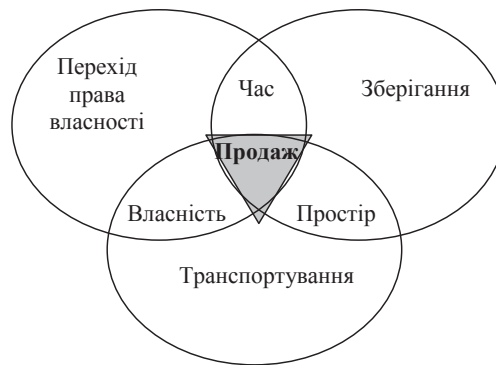 Перехід
права
власності
Час
Зберігання
Продаж
Власність
Простір
Транспортування